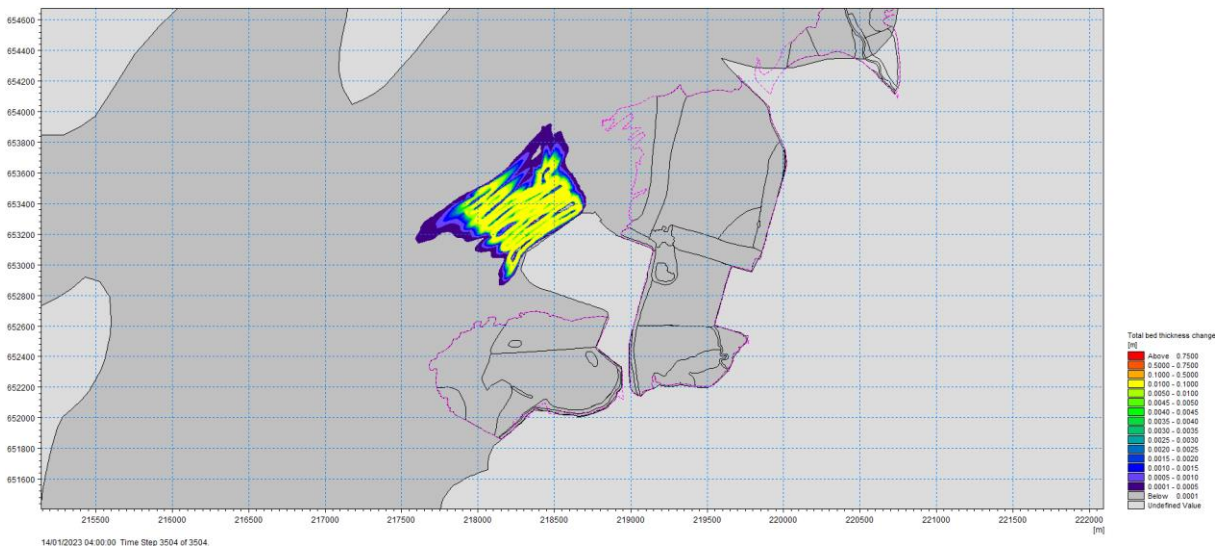 654600
654400
654200
654000
653800
653600
653400
653200
653000
652800
652600
652400
652200
652000
651800
651600
215500 216000 216500 217000 217500 218000 218500 219000 219500 220000 220500 221000 221500 222000
[m]
Total bed thickness change
[m]
Above 0.7500
0.5000 - 0.7500
0.1000 - 0.5000
0.0100 - 0.1000
0.0050 - 0.0100
0.0045 - 0.0050
0.0040 - 0.0045
0.0035 - 0.0040
0.0030 - 0.0035
0.0025 - 0.0030
0.0020 - 0.0025
0.0015 - 0.0020
0.0010 - 0.0015
0.0005 - 0.0010
0.0001 - 0.0005
Below 0.0001
Undefined Value
14/01/2023 04:00:00 Time Step 3504 of 3504.